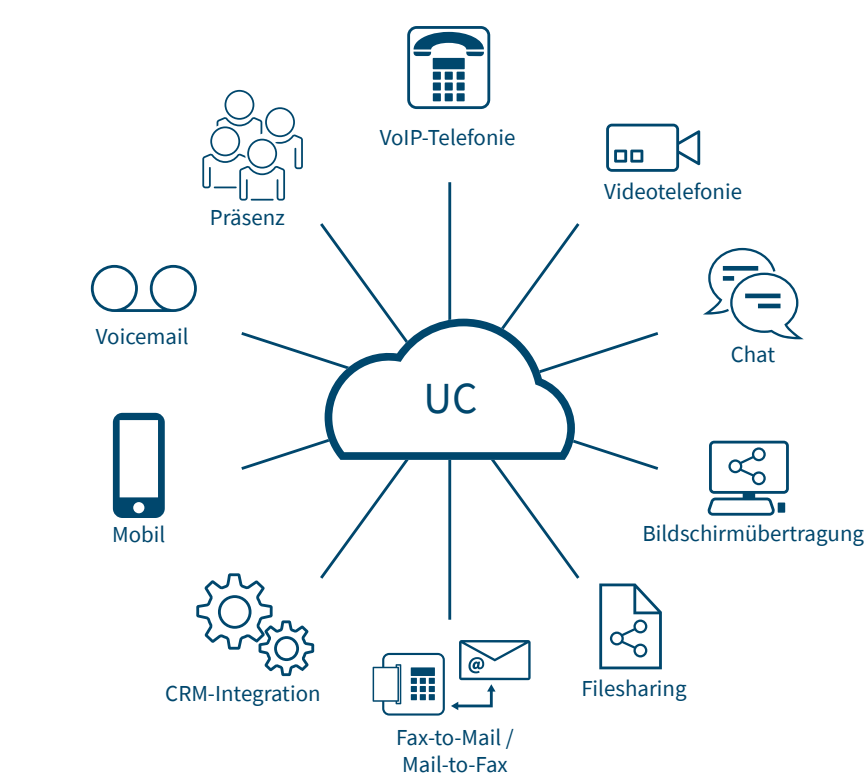 VoIP-Telefonie
Videotelefonie
Präsenz
Voicemail
Chat
UC
Mobil
Bildschirmübertragung
CRM-Integration
Filesharing
@
Fax-to-Mail /
Mail-to-Fax